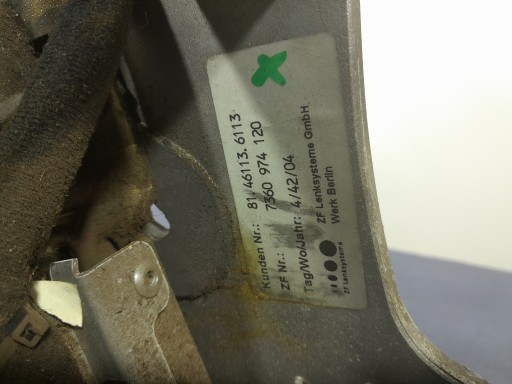 Kunden Nr.: 81.46113.6113
ZF Nr.: 7360 974 120
Tag/Wo/Jahr: 4/42/04
ZF Lenksysteme GmbH
Werk Berlin
ZF Lenksysteme